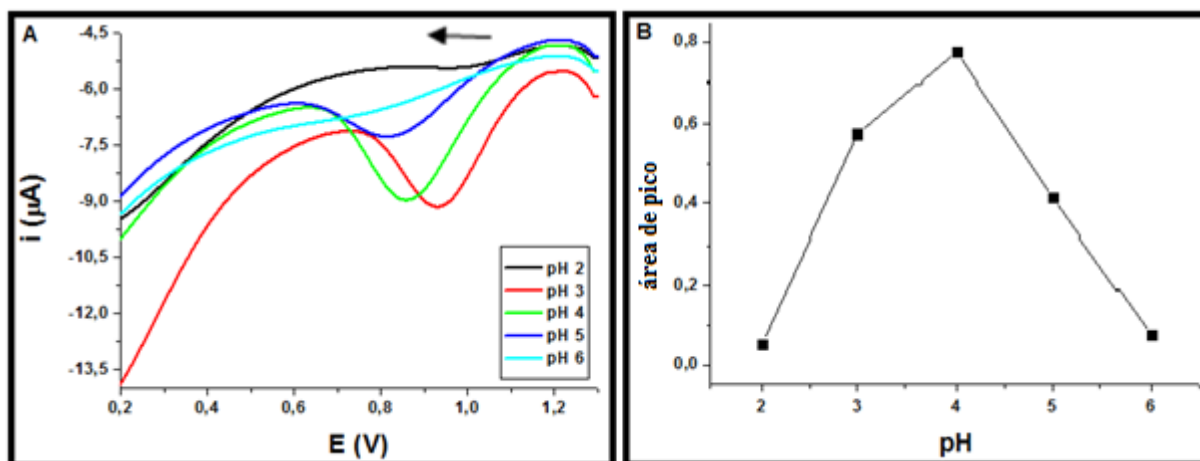 A
-4,5
-6,0
-7,5
-9,0
-10,5
-12,0
-13,5
i (µA)
pH 2
pH 3
pH 4
pH 5
pH 6
0,2 0,4 0,6 0,8 1,0 1,2
E (V)
B
0,8
0,6
0,4
0,2
0,0
área de pico
2 3 4 5 6
pH